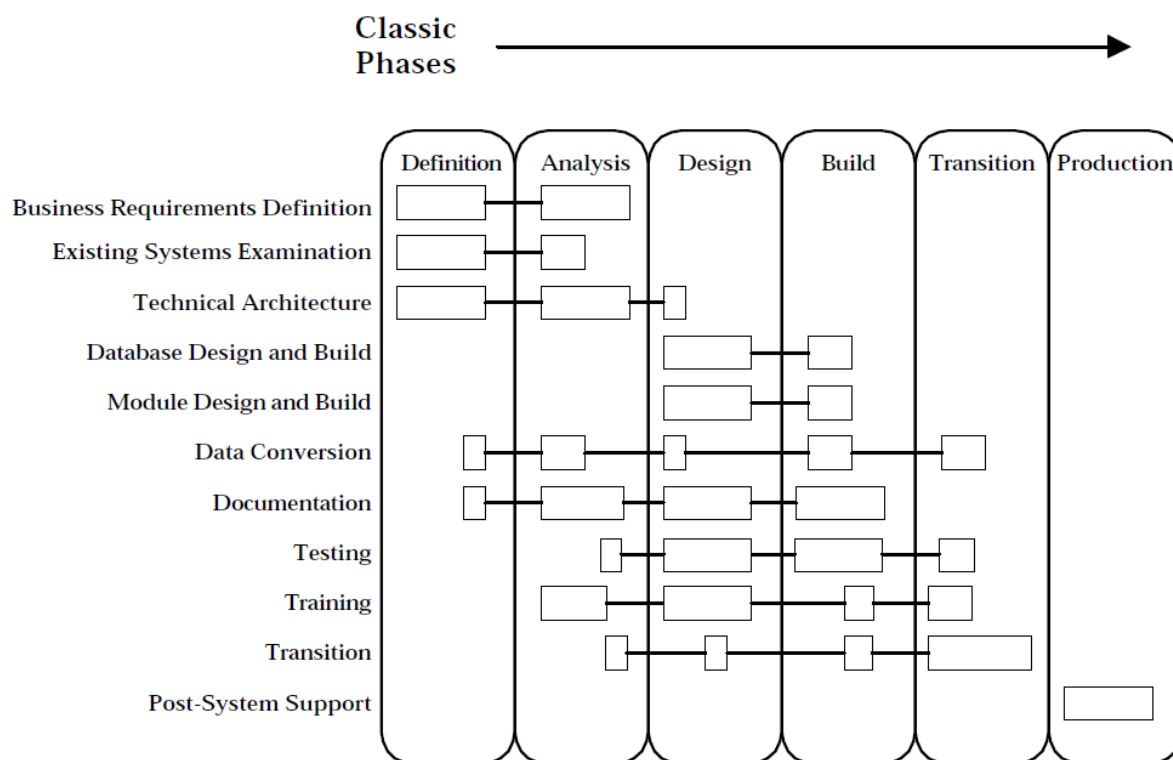 Classic
Phases
Definition Analysis Design Build Transition Production
Business Requirements Definition
Existing Systems Examination
Technical Architecture
Database Design and Build
Module Design and Build
Data Conversion
Documentation
Testing
Training
Transition
Post-System Support